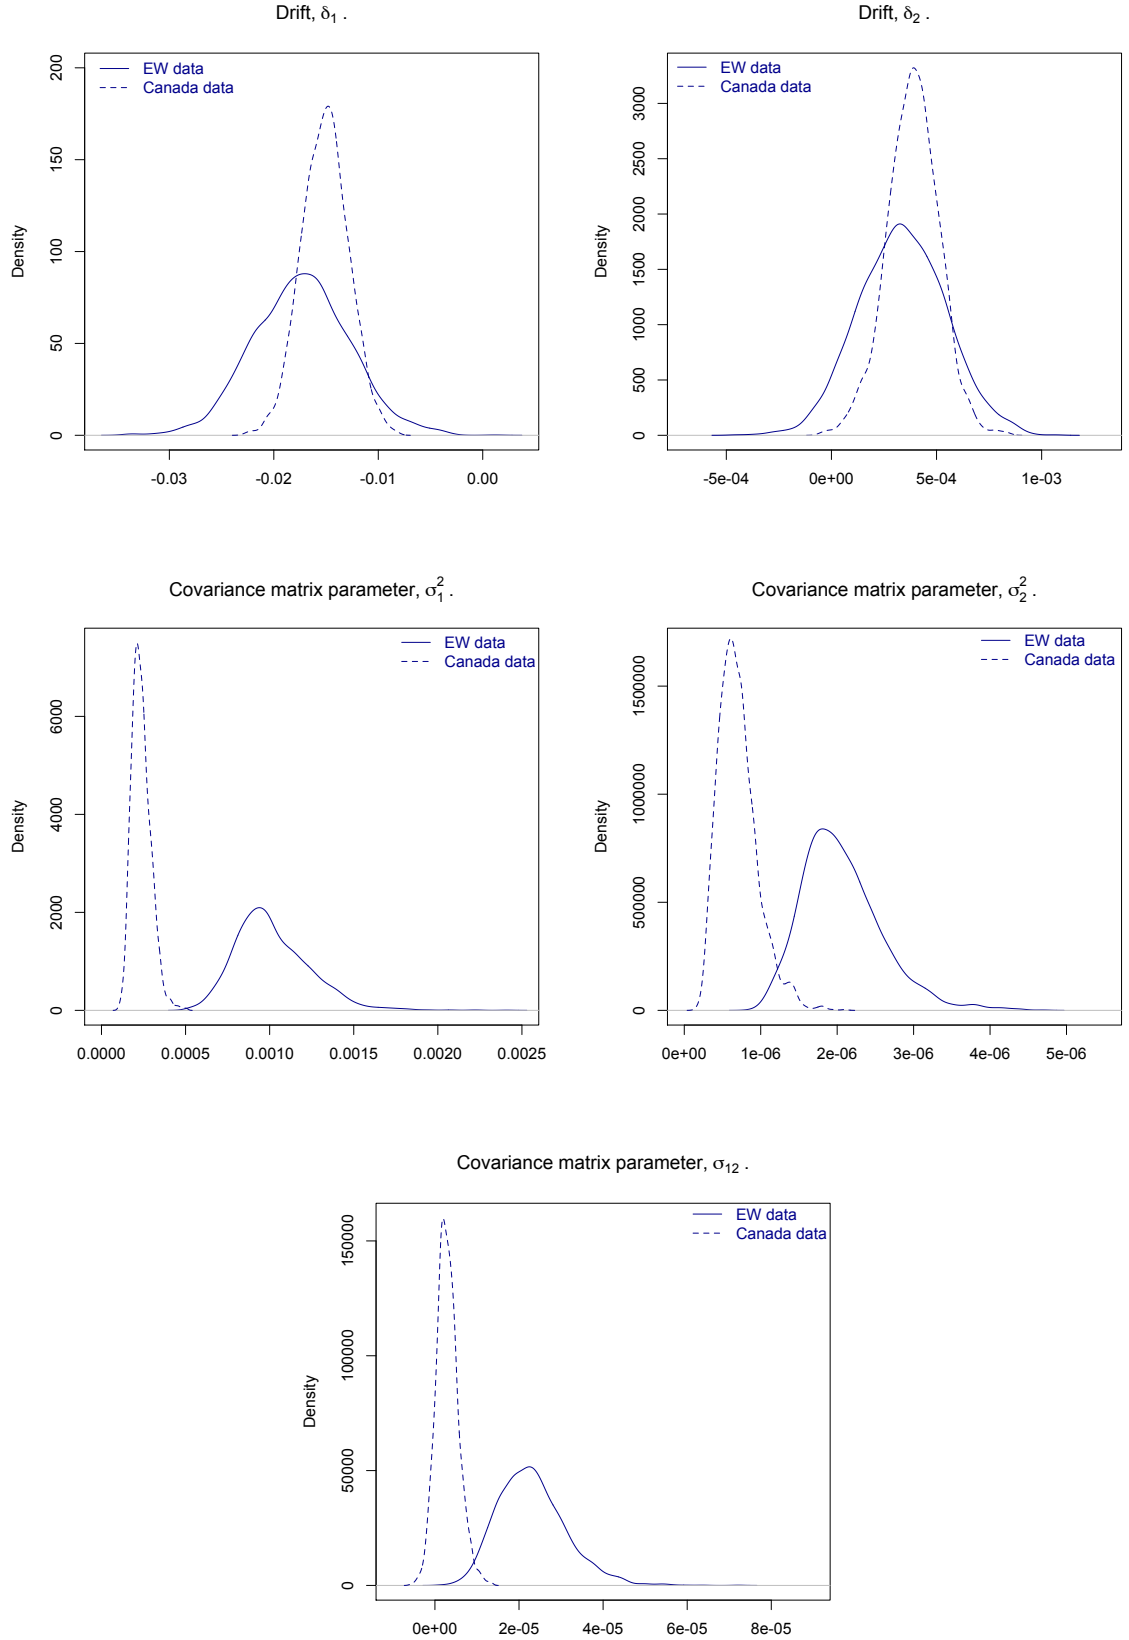 Drift, δ₁ .
EW data
Canada data
Density
0
50
100
150
200
-0.03
-0.02
-0.01
0.00
Drift, δ₂ .
EW data
Canada data
Density
0
500
1000
1500
2000
2500
3000
-5e-04
0e+00
5e-04
1e-03
Covariance matrix parameter, σ₁² .
EW data
Canada data
Density
0
2000
4000
6000
0.0000
0.0005
0.0010
0.0015
0.0020
0.0025
Covariance matrix parameter, σ₂² .
EW data
Canada data
Density
0
500000
1000000
1500000
0e+00
1e-06
2e-06
3e-06
4e-06
5e-06
Covariance matrix parameter, σ₁₂ .
EW data
Canada data
Density
0
50000
100000
150000
0e+00
2e-05
4e-05
6e-05
8e-05